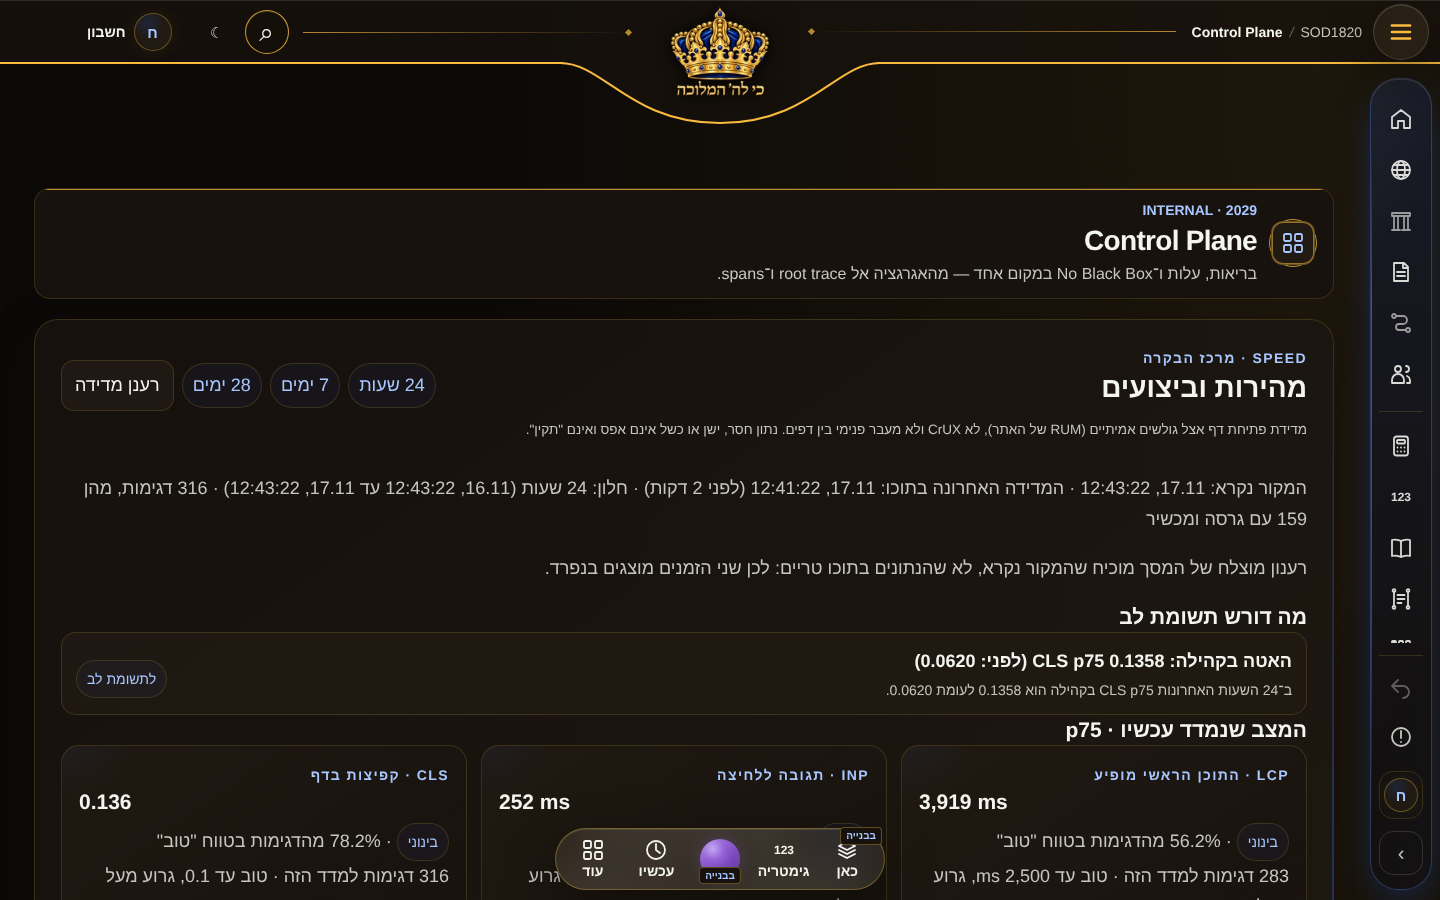 SOD1820 / Control Plane
כי לה' המלוכה
ח חשבון
INTERNAL · 2029
Control Plane
בריאות, עלות ו־No Black Box במקום אחד — מהאגרגציה אל root trace ו־spans.
SPEED · מרכז הבקרה
מהירות וביצועים
24 שעות
7 ימים
28 ימים
רענן מדידה
מדידת פתיחת דף אצל גולשים אמיתיים (RUM של האתר), לא CrUX ולא מעבר פנימי בין דפים. נתון חסר, ישן או כשל אינם אפס ואינם "תקין".
המקור נקרא: 17.11, 12:43:22 · המדידה האחרונה בתוכו: 17.11, 12:41:22 (לפני 2 דקות) · חלון: 24 שעות (16.11, 12:43:22 עד 17.11, 12:43:22) · 316 דגימות, מהן
159 עם גרסה ומכשיר
רענון מוצלח של המסך מוכיח שהמקור נקרא, לא שהנתונים בתוכו טריים: לכן שני הזמנים מוצגים בנפרד.
מה דורש תשומת לב
האטה בקהילה: CLS p75 0.1358 (לפני: 0.0620)
ב־24 השעות האחרונות CLS p75 בקהילה הוא 0.1358 לעומת 0.0620.
לתשומת לב
המצב שנמדד עכשיו · p75
LCP · התוכן הראשי מופיע
3,919 ms
בינוני · 56.2% מהדגימות בטווח "טוב"
283 דגימות למדד הזה · טוב עד 2,500 ms, גרוע
INP · תגובה ללחיצה
252 ms
גרוע
CLS · קפיצות בדף
0.136
בינוני · 78.2% מהדגימות בטווח "טוב"
316 דגימות למדד הזה · טוב עד 0.1, גרוע מעל
בבנייה
כאן
123
גימטריה
בבנייה
עכשיו
עוד
123
ח